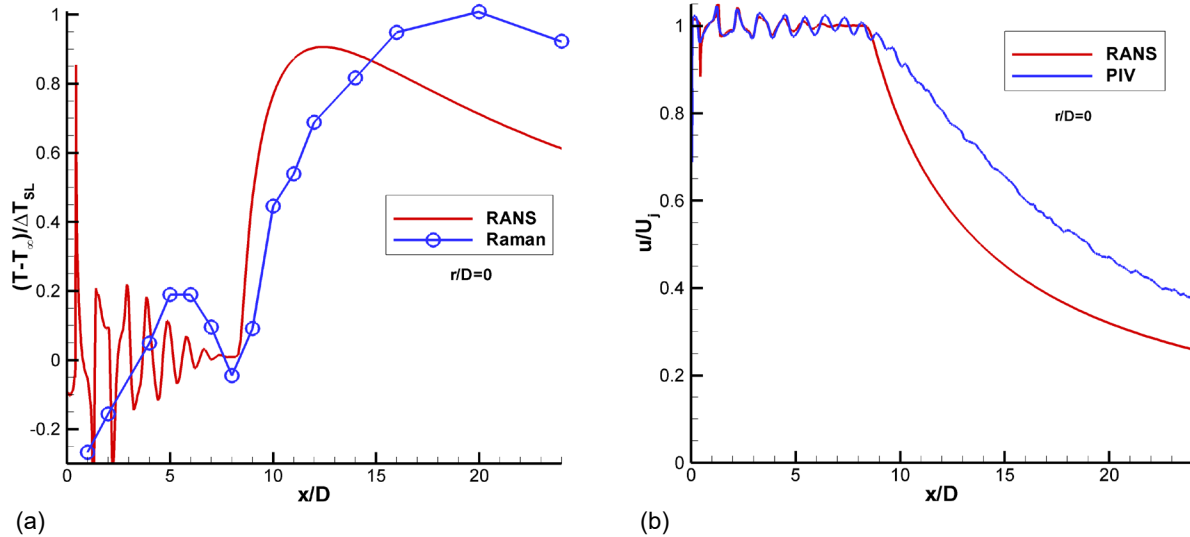 (T-T∞)/ΔT_SL
1
0.8
0.6
0.4
0.2
0
-0.2
0 5 10 15 20
x/D
RANS
Raman
r/D=0
(a)
u/U_j
1
0.8
0.6
0.4
0.2
0
0 5 10 15 20
x/D
RANS
PIV
r/D=0
(b)